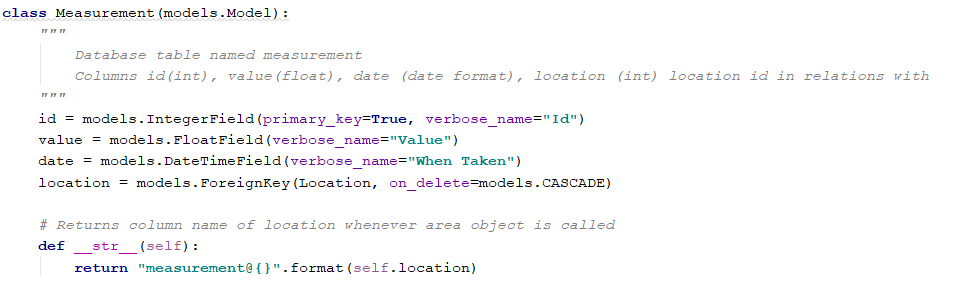 class Measurement(models.Model):
    """
        Database table named measurement
        Columns id(int), value(float), date (date format), location (int) location id in relations with
    """
    id = models.IntegerField(primary_key=True, verbose_name="Id")
    value = models.FloatField(verbose_name="Value")
    date = models.DateTimeField(verbose_name="When Taken")
    location = models.ForeignKey(Location, on_delete=models.CASCADE)
    # Returns column name of location whenever area object is called
    def __str__(self):
        return "measurement@{}".format(self.location)